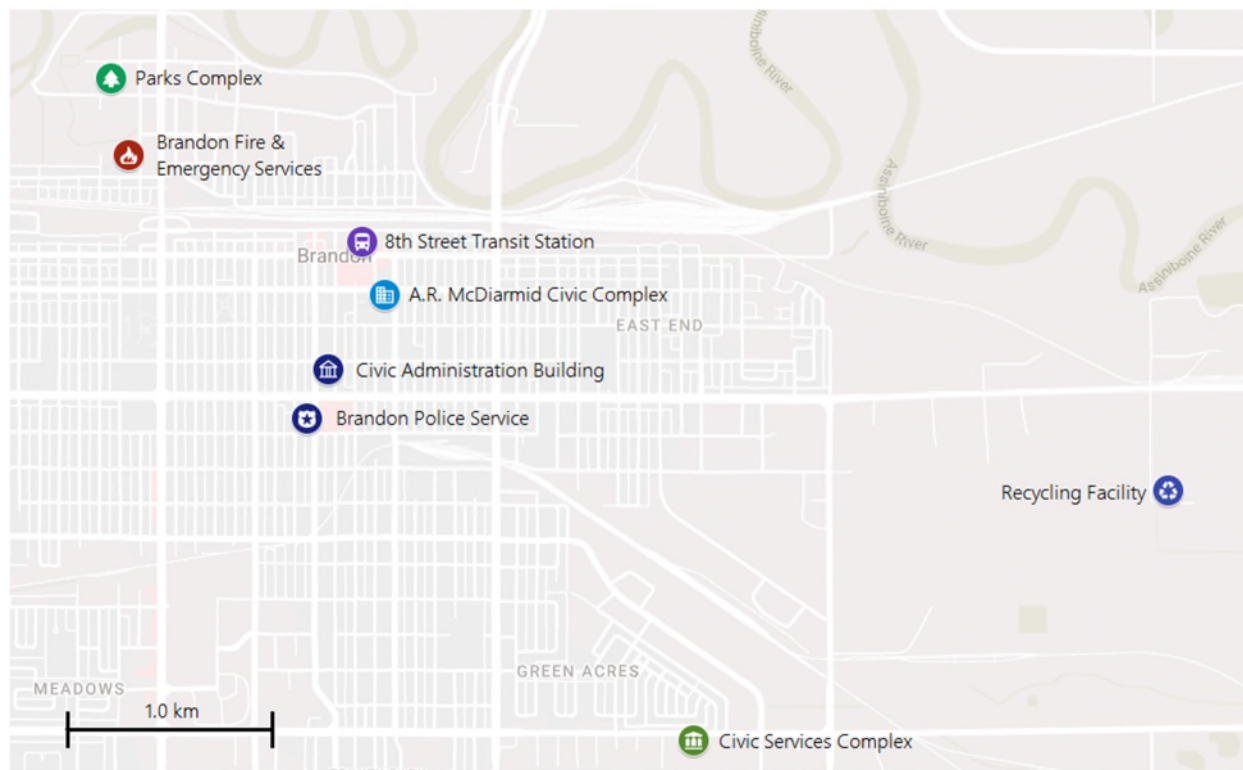 Assiniboine River
Parks Complex
Brandon Fire &
Emergency Services
Assiniboine River
Assiniboine River
8th Street Transit Station
Brandon
A.R. McDiarmid Civic Complex
EAST END
Civic Administration Building
Brandon Police Service
Recycling Facility
GREEN ACRES
MEADOWS
1.0 km
Civic Services Complex